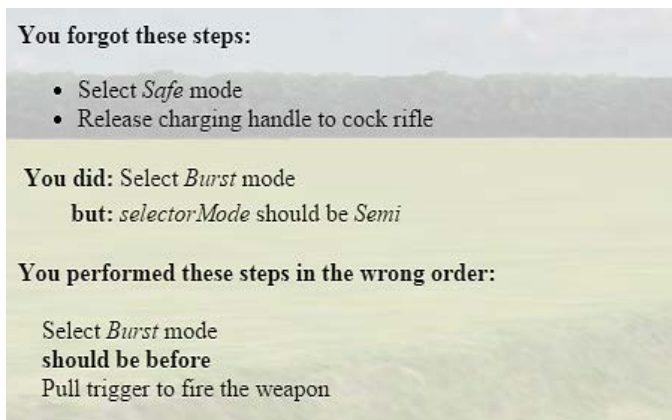 You forgot these steps:
• Select Safe mode
• Release charging handle to cock rifle
You did: Select Burst mode
but: selectorMode should be Semi
You performed these steps in the wrong order:
Select Burst mode
should be before
Pull trigger to fire the weapon